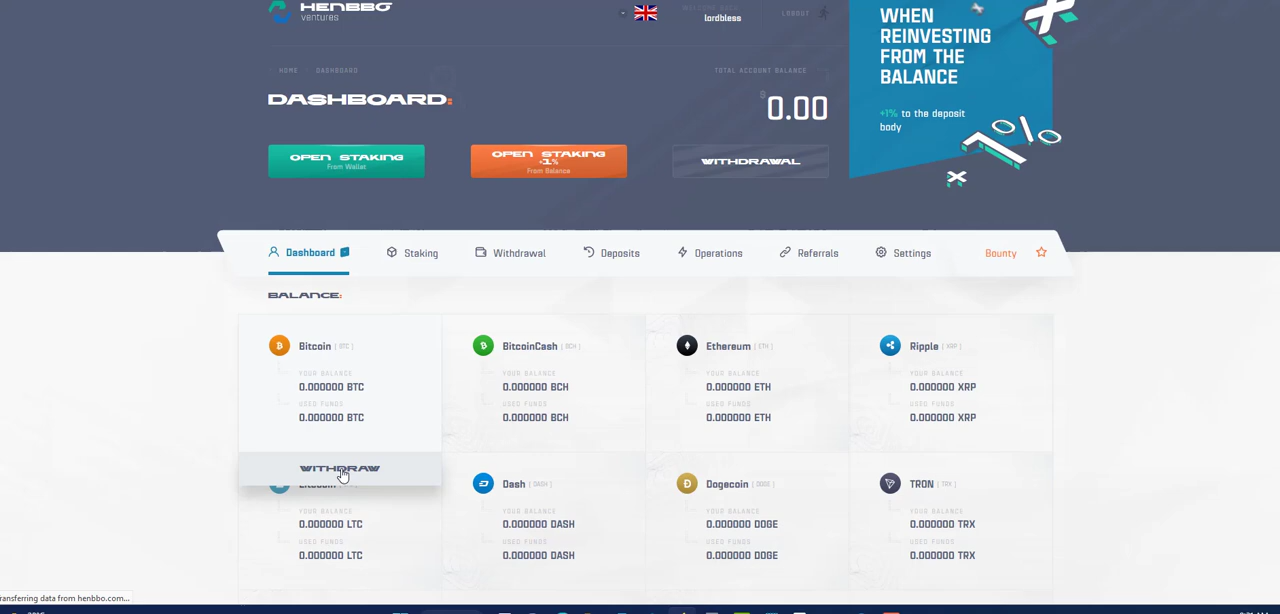 HENBBO
ventures
lordbless
LOGOUT
HOME DASHBOARD
TOTAL ACCOUNT BALANCE
DASHBOARD:
$ 0.00
OPEN STAKING
From Wallet
OPEN STAKING
+1%
From Balance
WITHDRAWAL
WHEN
REINVESTING
FROM THE
BALANCE
+1% to the deposit
body
Dashboard Staking Withdrawal Deposits Operations Referrals Settings Bounty
BALANCE:
Bitcoin [ BTC ] BitcoinCash [ BCH ] Ethereum [ ETH ] Ripple [ XRP ]
YOUR BALANCE YOUR BALANCE YOUR BALANCE YOUR BALANCE
0.000000 BTC 0.000000 BCH 0.000000 ETH 0.000000 XRP
USED FUNDS USED FUNDS USED FUNDS USED FUNDS
0.000000 BTC 0.000000 BCH 0.000000 ETH 0.000000 XRP
WITHDRAW
Dash [ DASH ] Dogecoin [ DOGE ] TRON [ TRX ]
YOUR BALANCE YOUR BALANCE YOUR BALANCE YOUR BALANCE
0.000000 LTC 0.000000 DASH 0.000000 DOGE 0.000000 TRX
USED FUNDS USED FUNDS USED FUNDS USED FUNDS
0.000000 LTC 0.000000 DASH 0.000000 DOGE 0.000000 TRX
ransferring data from henbbo.com...